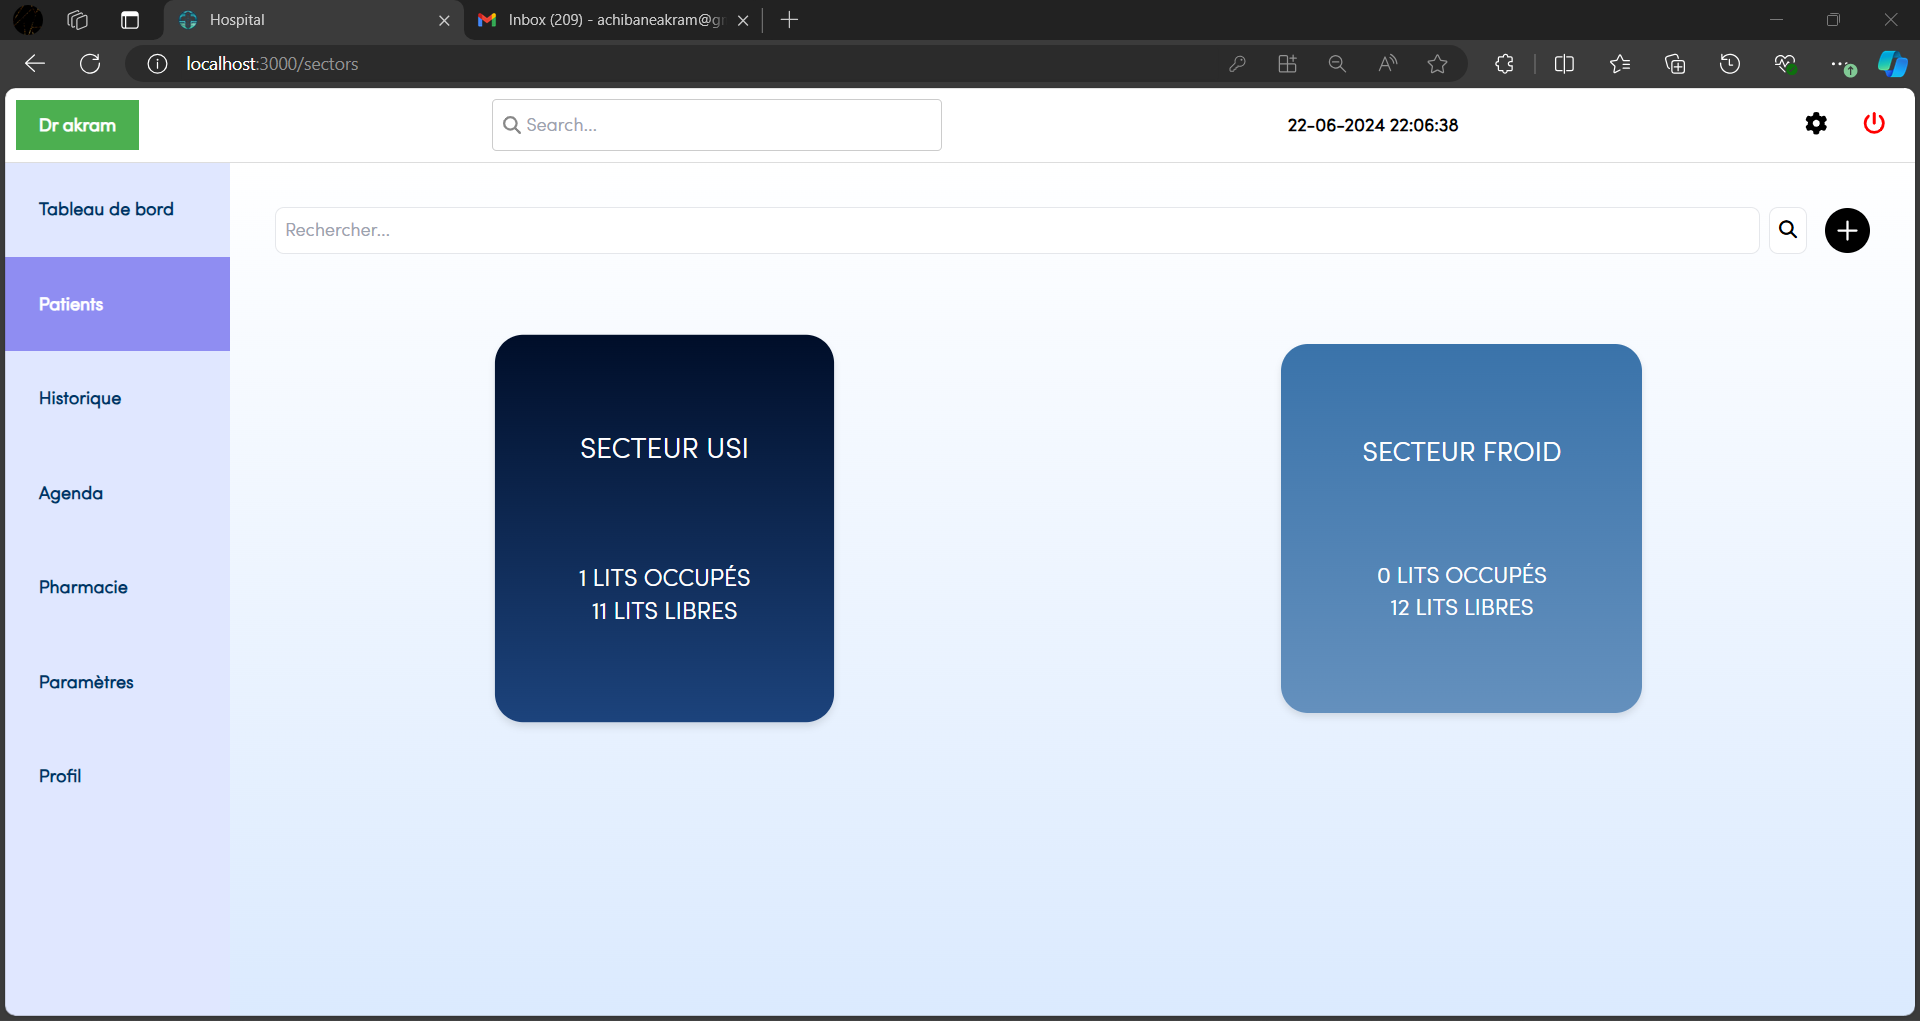 Hospital
Inbox (209) - achibaneakram@g
localhost:3000/sectors
Dr akram
Search...
22-06-2024 22:06:38
Tableau de bord
Rechercher...
Patients
Historique
Agenda
Pharmacie
Paramètres
Profil
SECTEUR USI
1 LITS OCCUPÉS
11 LITS LIBRES
SECTEUR FROID
0 LITS OCCUPÉS
12 LITS LIBRES